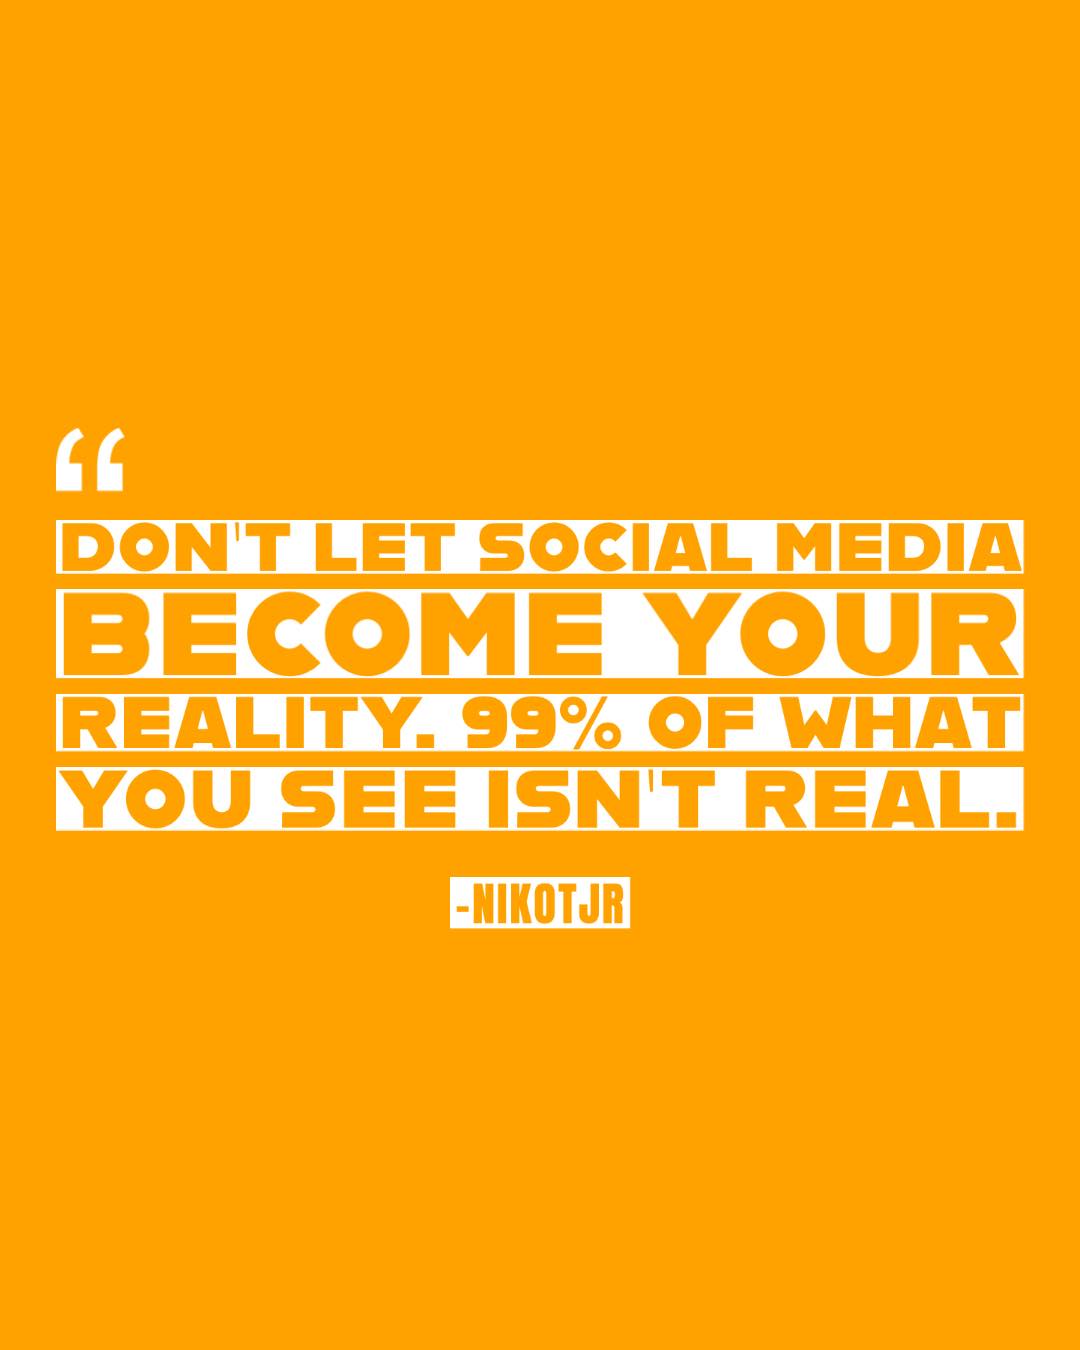 “
DON'T LET SOCIAL MEDIA
BECOME YOUR
REALITY. 99% OF WHAT
YOU SEE ISN'T REAL.
-NIKOTJR